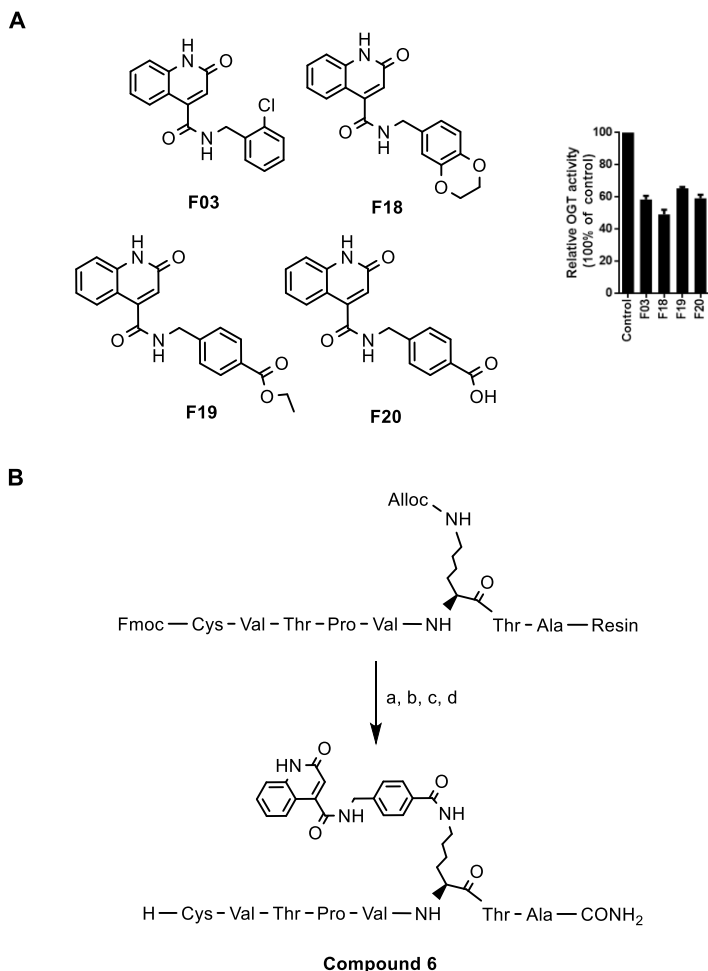 A
H
N
O
Cl
O
N
H
F03
H
N
O
O
N
H
O
O
F18
H
N
O
O
N
H
O
O
F19
H
N
O
O
N
H
O
OH
F20
Relative OGT activity
(100% of control)
100
80
60
40
20
0
Control
F03
F18
F19
F20
B
Alloc
NH
O
Fmoc — Cys – Val – Thr – Pro – Val — NH
Thr – Ala — Resin
a, b, c, d
HN
O
O
NH
O
NH
O
H — Cys – Val – Thr – Pro – Val — NH
Thr – Ala — CONH₂
Compound 6